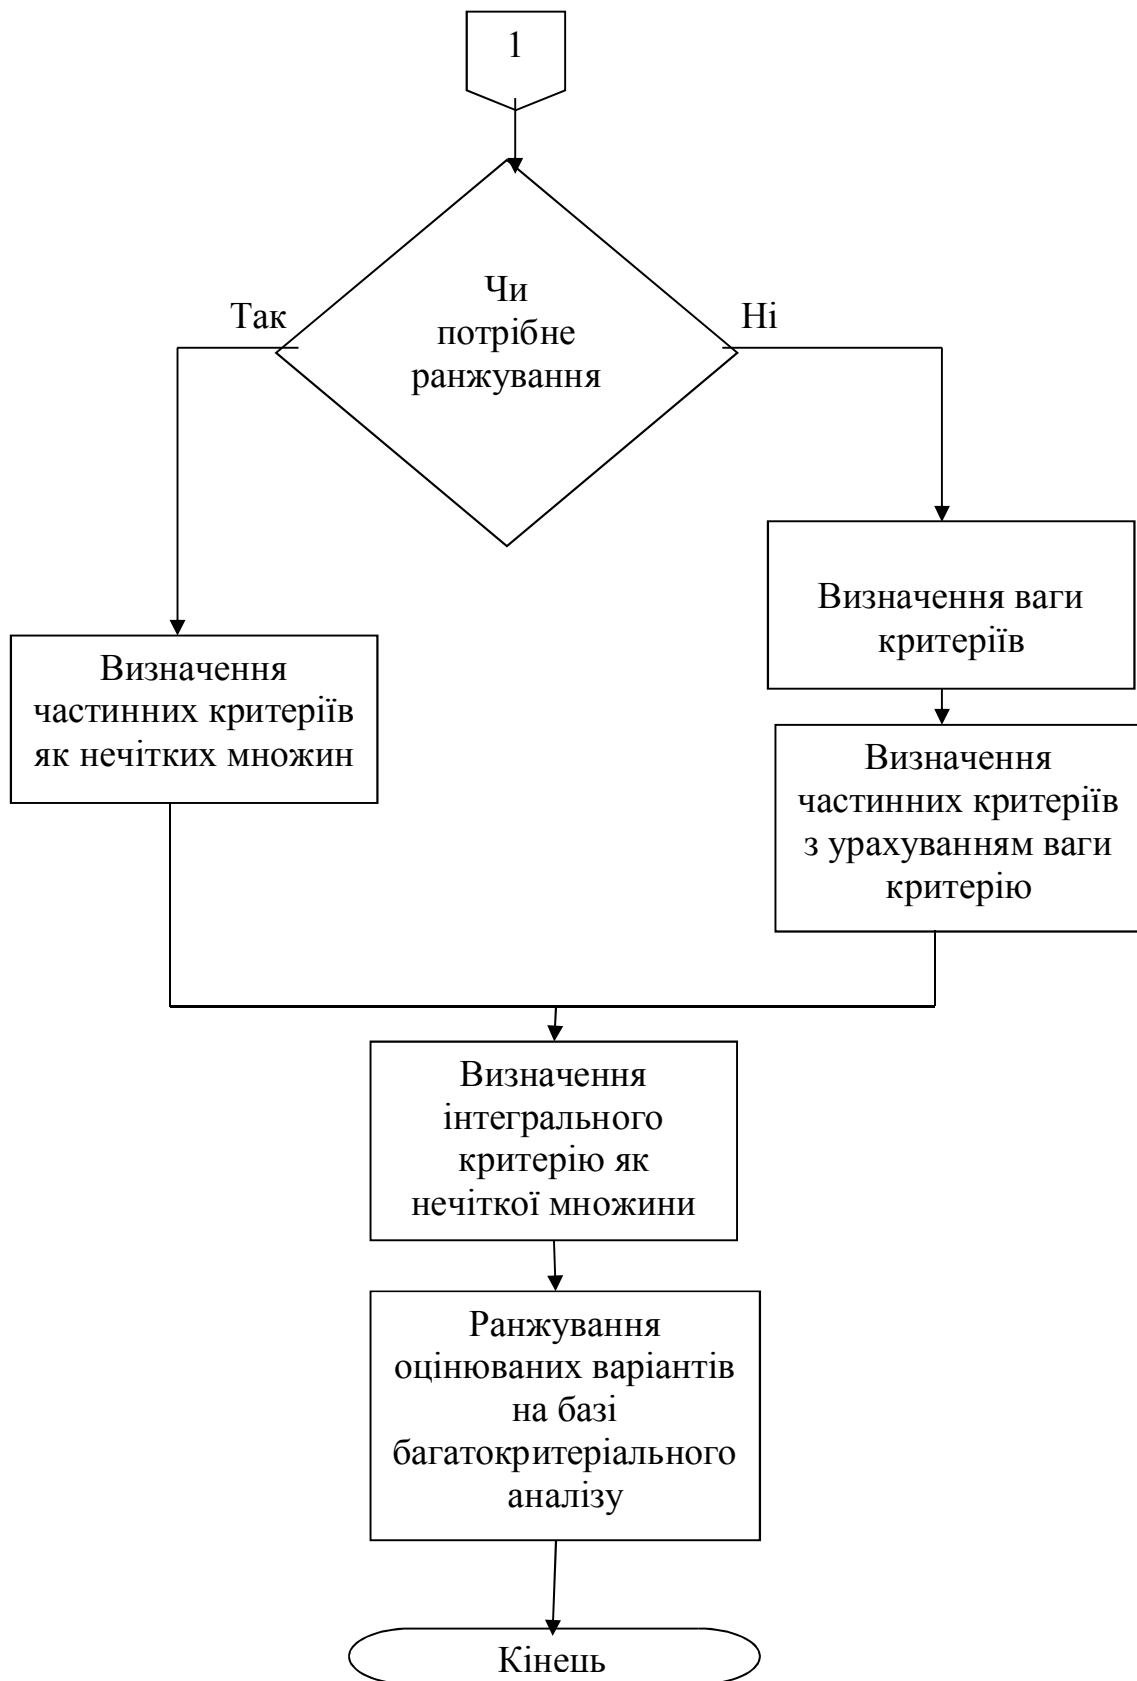 1
Чи
потрібне
ранжування
Так
Ні
Визначення ваги
критеріїв
Визначення
частинних критеріїв
як нечітких множин
Визначення
частинних критеріїв
з урахуванням ваги
критерію
Визначення
інтегрального
критерію як
нечіткої множини
Ранжування
оцінюваних варіантів
на базі
багатокритеріального
аналізу
Кінець